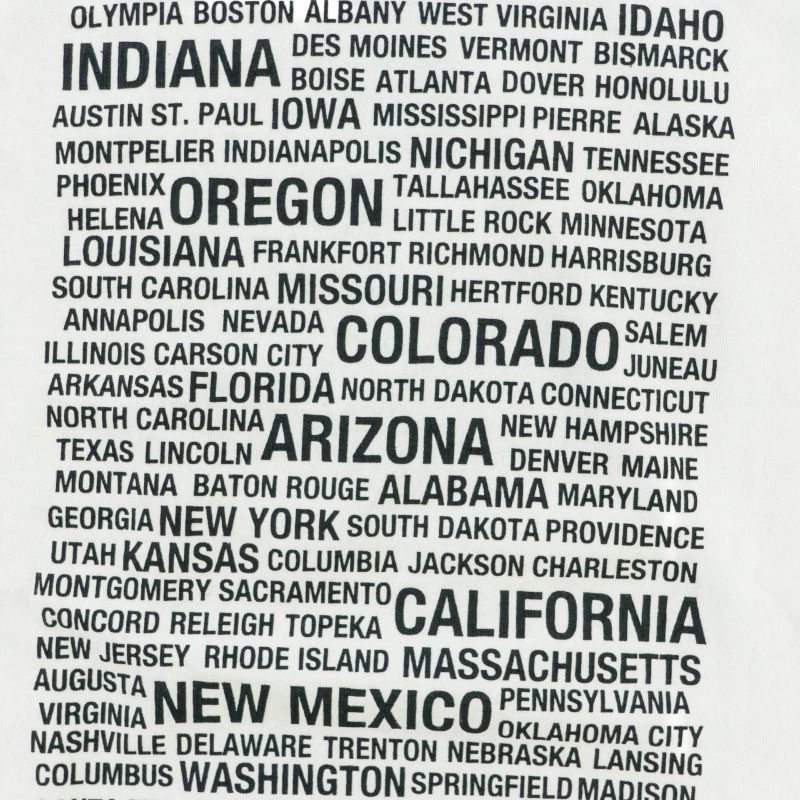 OLYMPIA BOSTON ALBANY WEST VIRGINIA IDAHO
INDIANA DES MOINES VERMONT BISMARCK
BOISE ATLANTA DOVER HONOLULU
AUSTIN ST. PAUL IOWA MISSISSIPPI PIERRE ALASKA
MONTPELIER INDIANAPOLIS NICHIGAN TENNESSEE
PHOENIX OREGON TALLAHASSEE OKLAHOMA
HELENA LITTLE ROCK MINNESOTA
LOUISIANA FRANKFORT RICHMOND HARRISBURG
SOUTH CAROLINA MISSOURI HERTFORD KENTUCKY
ANNAPOLIS NEVADA COLORADO SALEM
ILLINOIS CARSON CITY JUNEAU
ARKANSAS FLORIDA NORTH DAKOTA CONNECTICUT
NORTH CAROLINA ARIZONA NEW HAMPSHIRE
TEXAS LINCOLN DENVER MAINE
MONTANA BATON ROUGE ALABAMA MARYLAND
GEORGIA NEW YORK SOUTH DAKOTA PROVIDENCE
UTAH KANSAS COLUMBIA JACKSON CHARLESTON
MONTGOMERY SACRAMENTO CALIFORNIA
CONCORD RELEIGH TOPEKA
NEW JERSEY RHODE ISLAND MASSACHUSETTS
AUGUSTA NEW MEXICO PENNSYLVANIA
VIRGINIA OKLAHOMA CITY
NASHVILLE DELAWARE TRENTON NEBRASKA LANSING
COLUMBUS WASHINGTON SPRINGFIELD MADISON